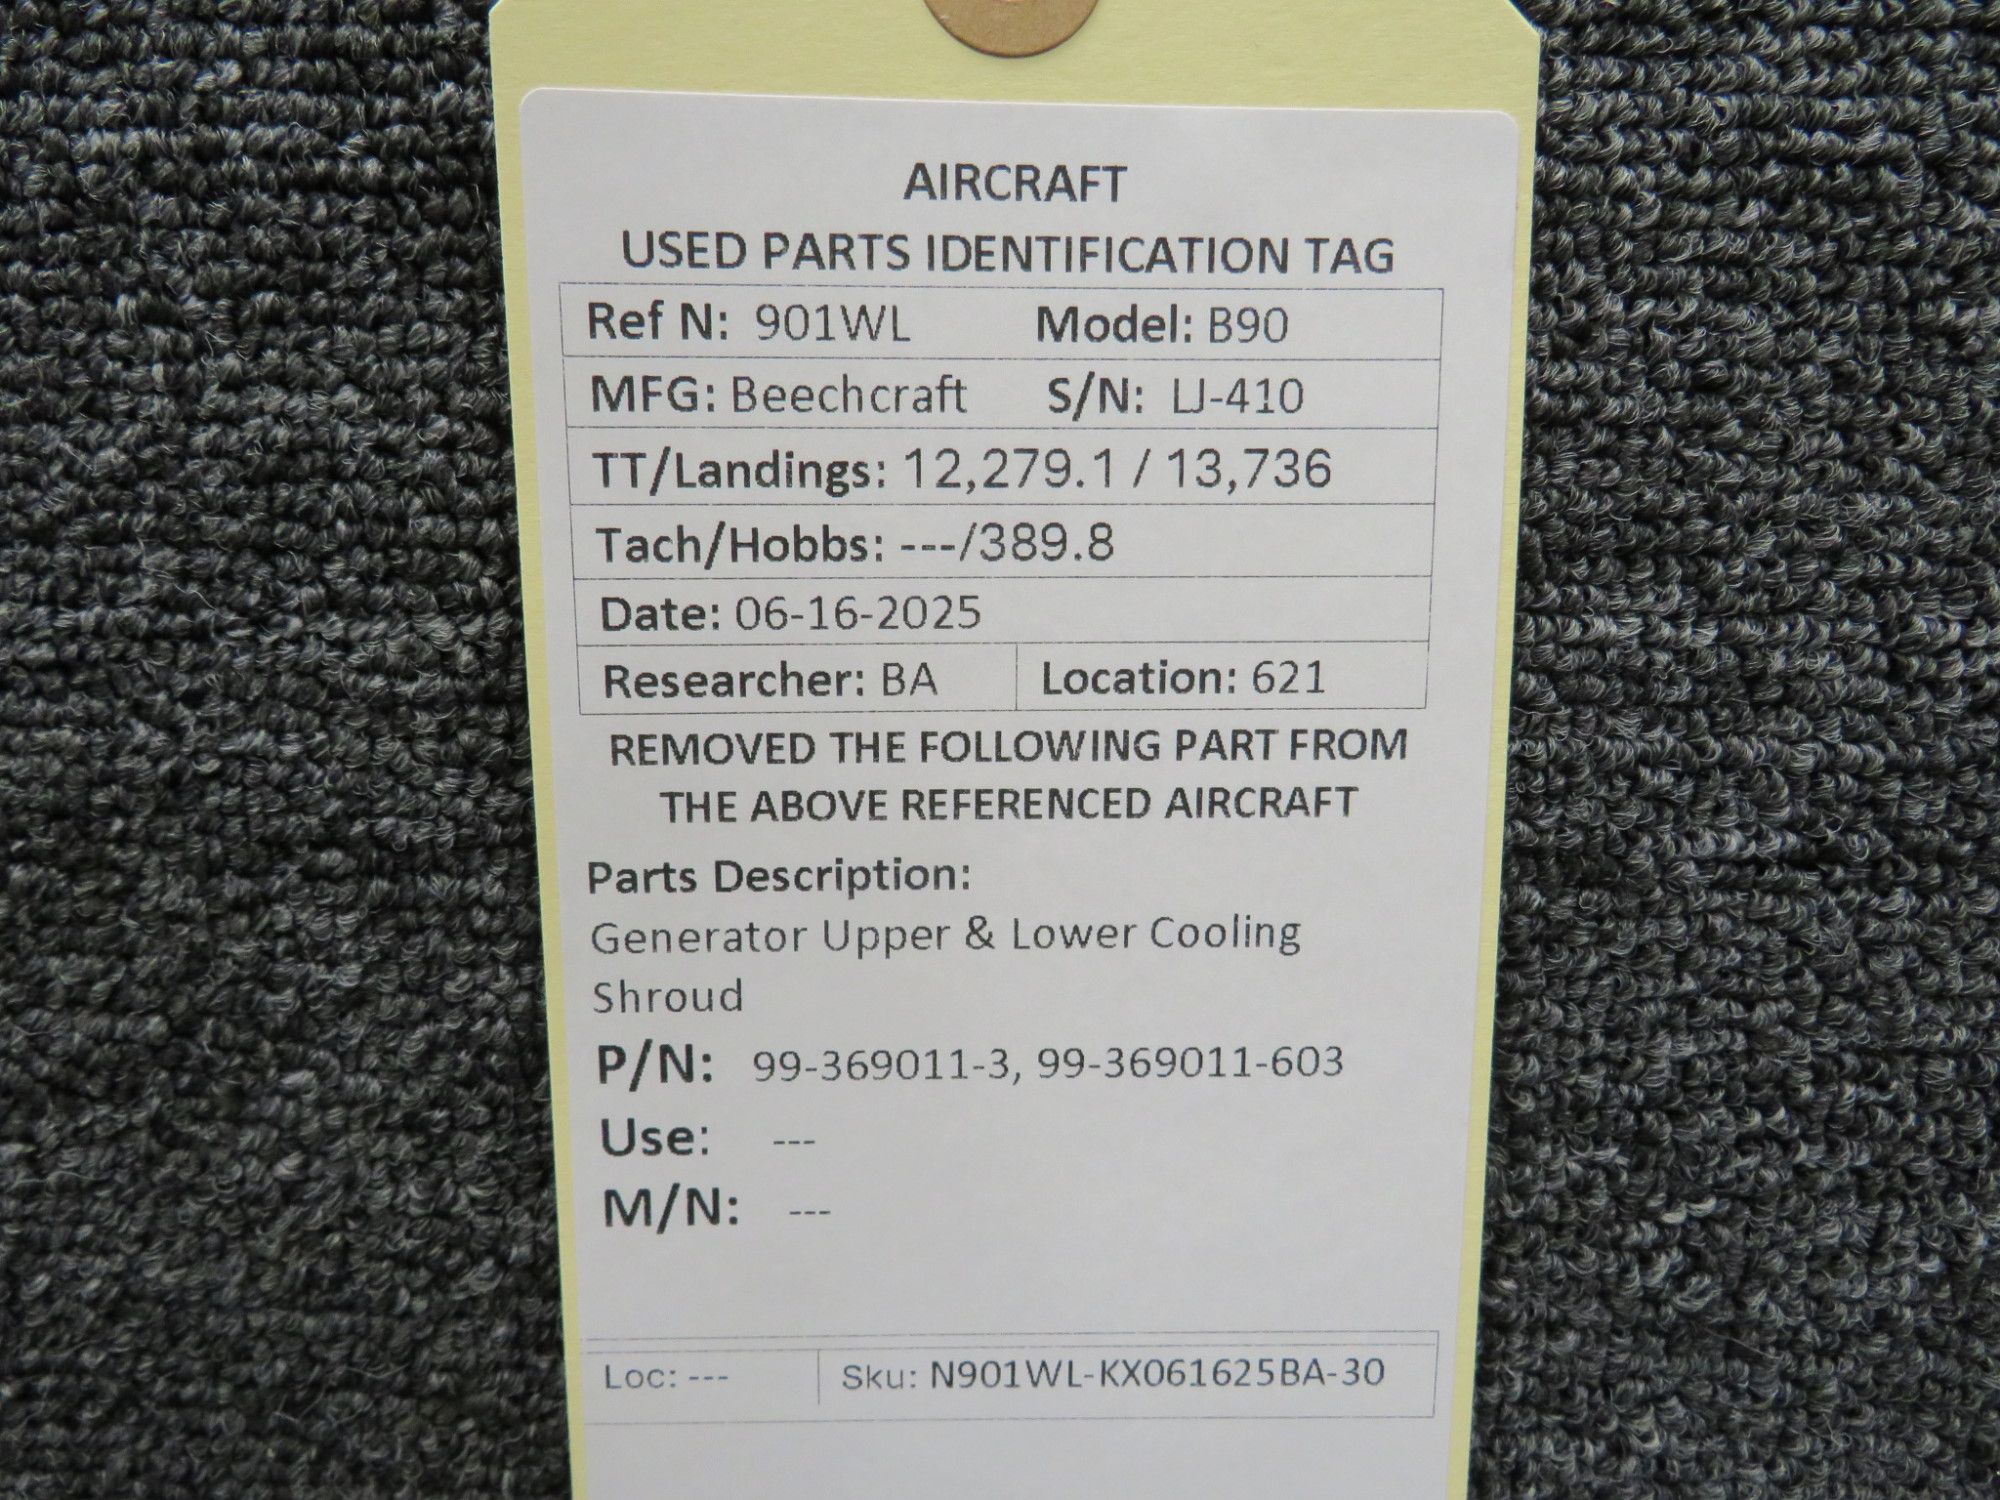 AIRCRAFT
USED PARTS IDENTIFICATION TAG
Ref N: 901WL Model: B90
MFG: Beechcraft S/N: LJ-410
TT/Landings: 12,279.1 / 13,736
Tach/Hobbs: ---/389.8
Date: 06-16-2025
Researcher: BA Location: 621
REMOVED THE FOLLOWING PART FROM
THE ABOVE REFERENCED AIRCRAFT
Parts Description:
Generator Upper & Lower Cooling
Shroud
P/N: 99-369011-3, 99-369011-603
Use: ---
M/N: ---
Loc: --- Sku: N901WL-KX061625BA-30